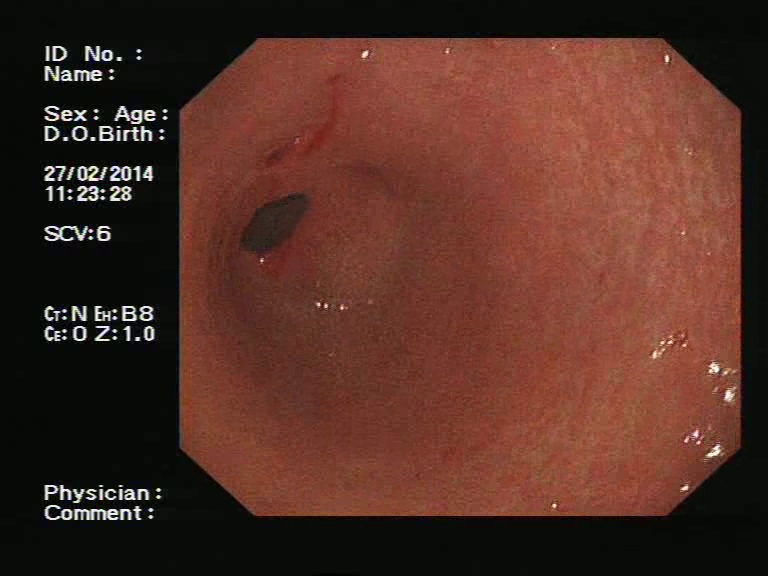 ID No. :
Name:
Sex: Age:
D.O.Birth:
27/02/2014
11:23:28
SCV:6
CT:N EH:B8
CE:0 Z:1.0
Physician:
Comment: